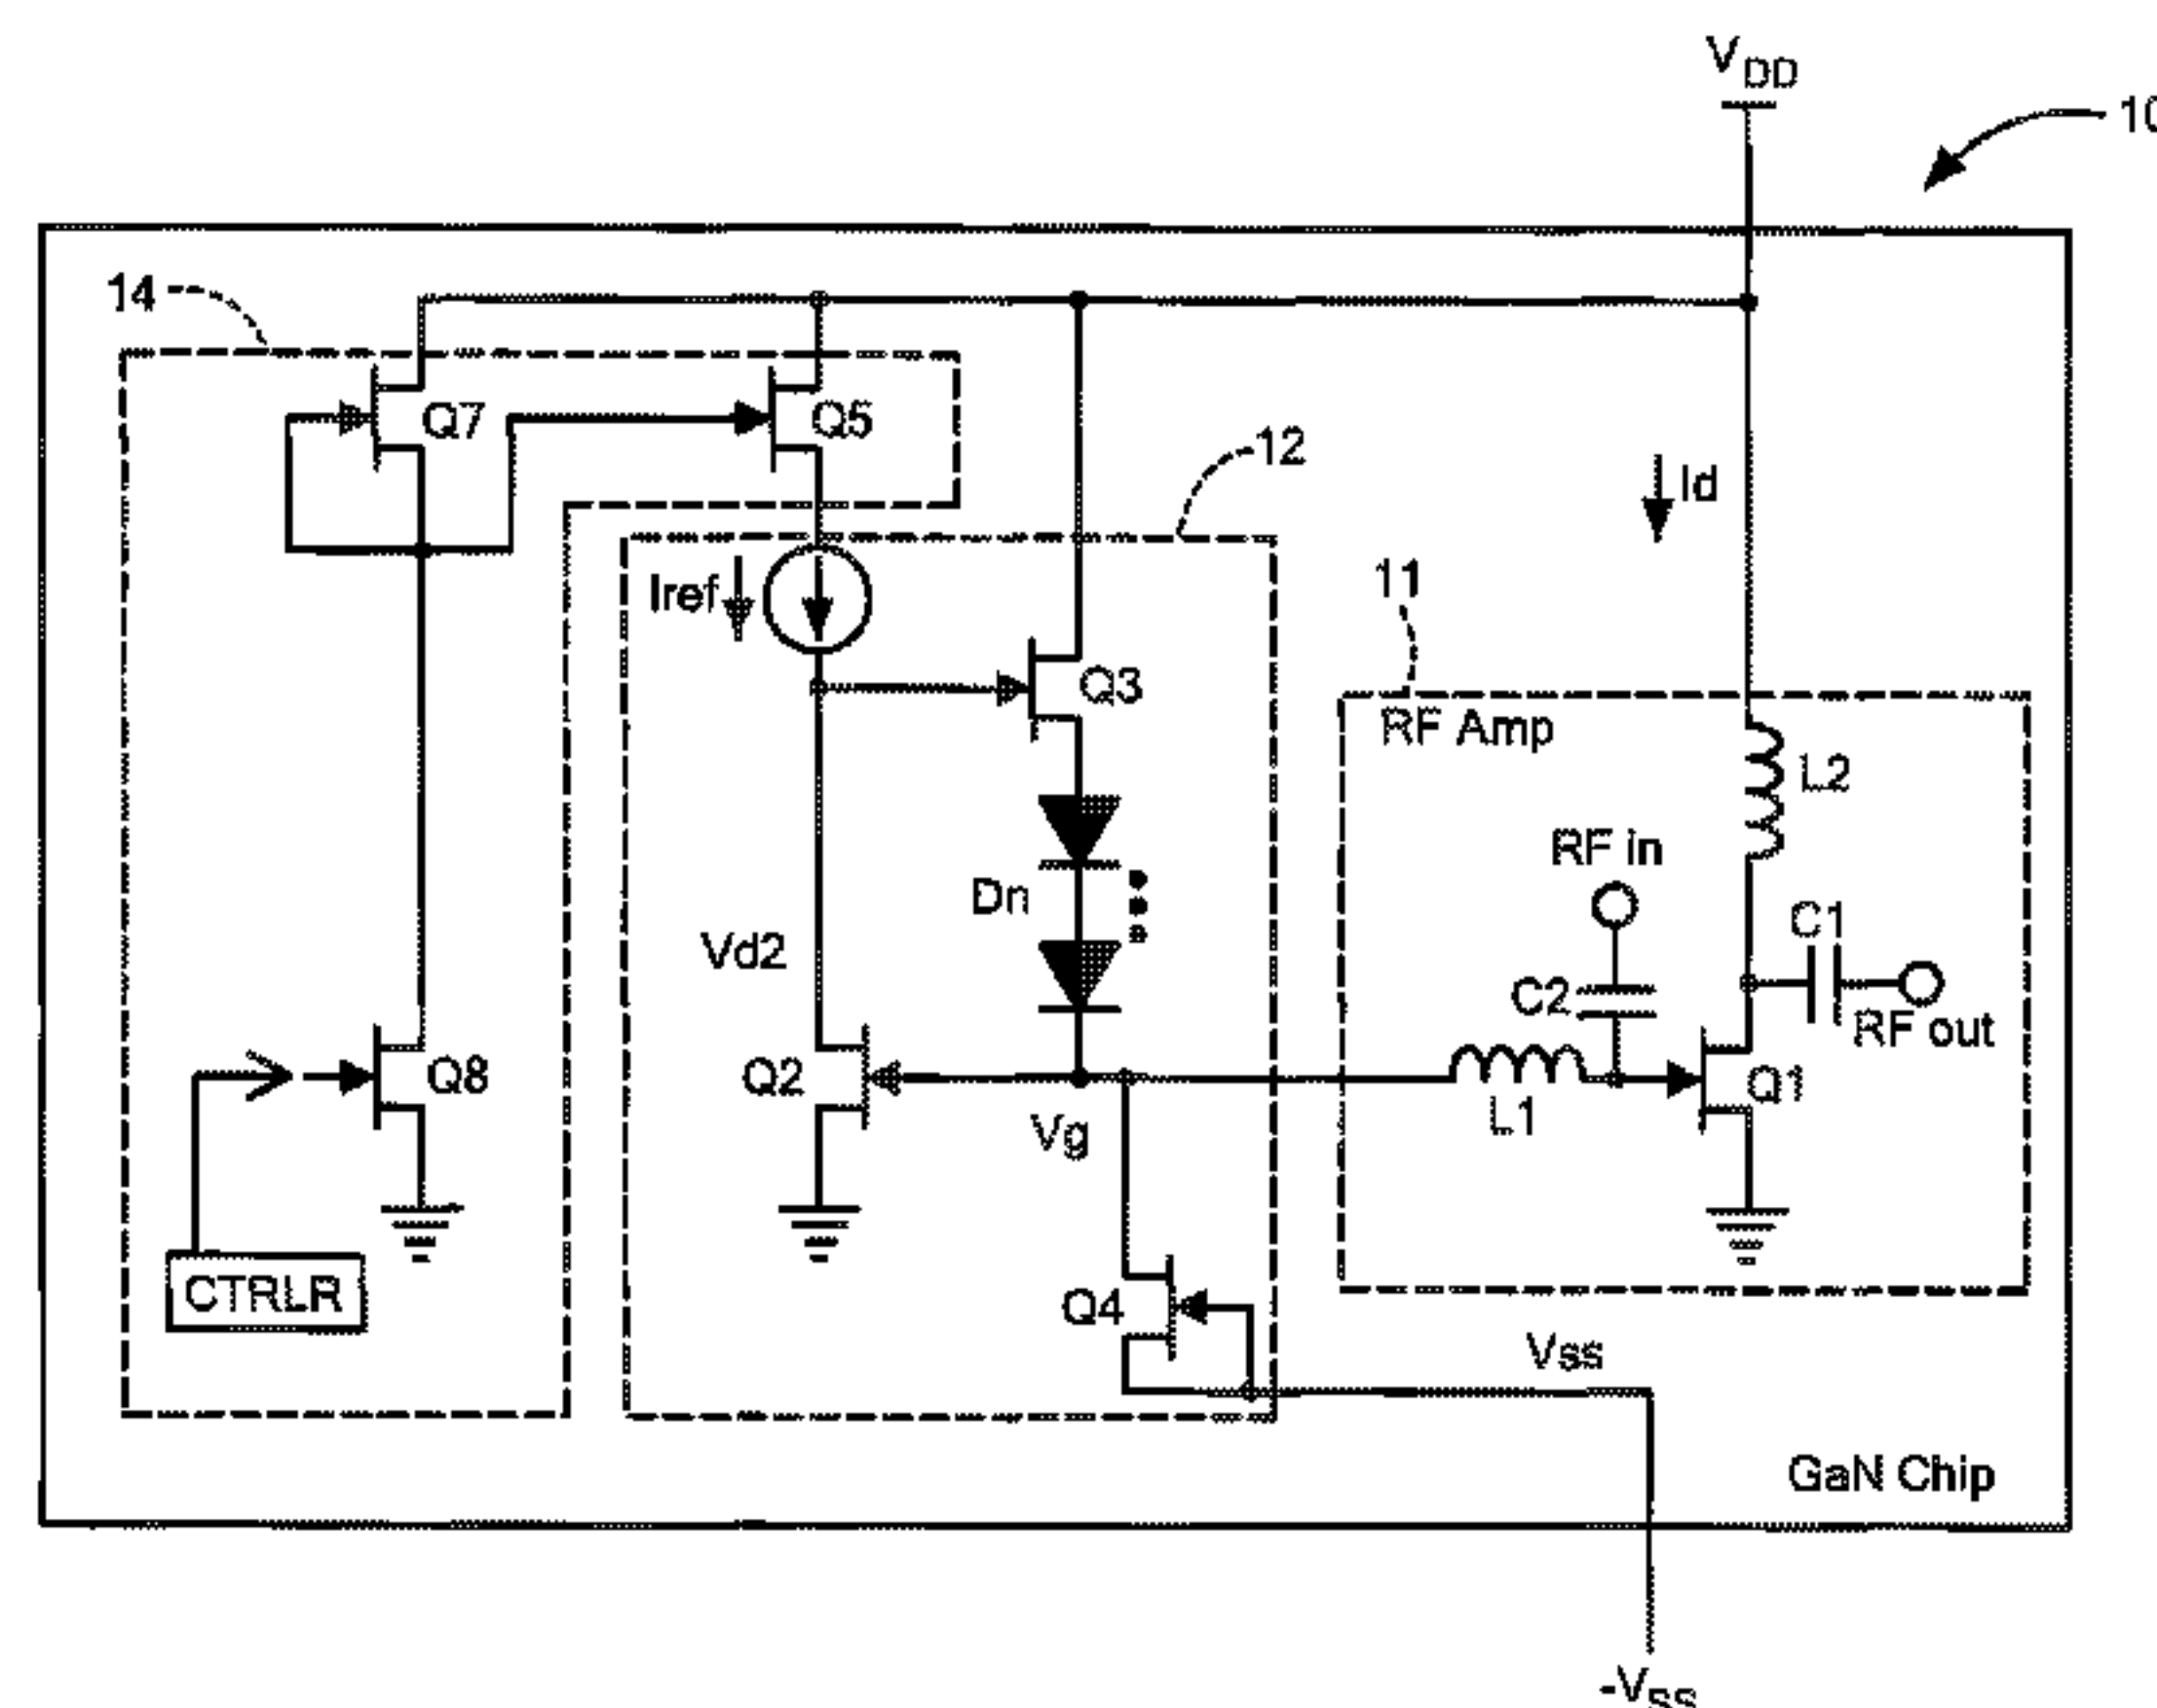 VDD
10
14
Q7
Q5
12
Id
Iref
11
Q3
RF Amp
L2
RF in
Dn
C1
Vd2
C2
RF out
Q8
Q2
Q1
Vg
L1
CTRLR
Q4
Vss
GaN Chip
-VSS